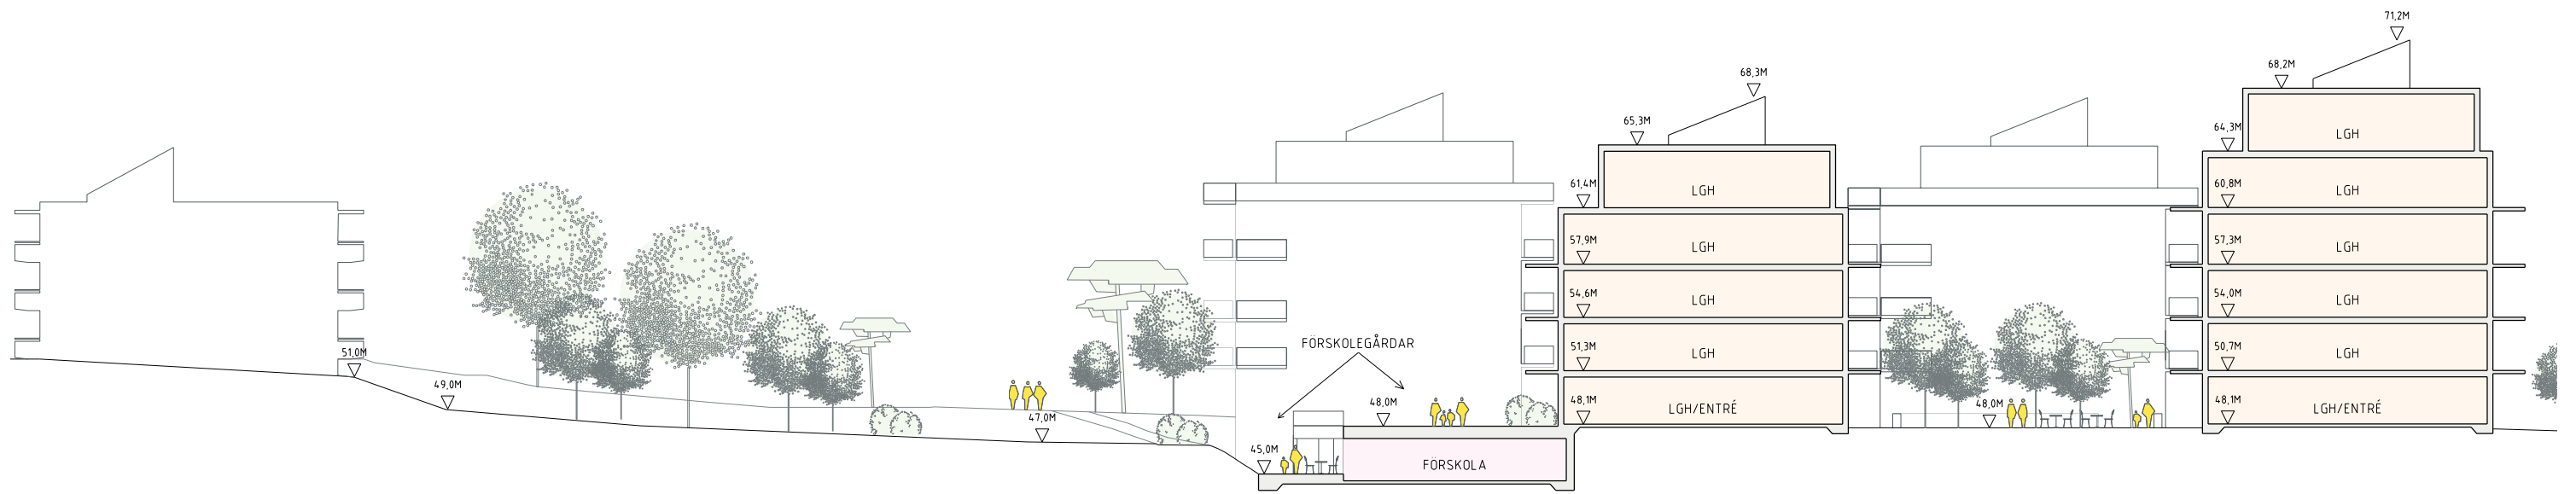 71,2M
68,2M
68,3M
65,3M
64,3M
LGH
61,4M
LGH
60,8M
LGH
57,9M
LGH
57,3M
LGH
54,6M
LGH
54,0M
LGH
FÖRSKOLEGÅRDAR
51,3M
LGH
50,7M
LGH
51,0M
49,0M
47,0M
45,0M
48,0M
48,1M
LGH/ENTRÉ
48,0M
48,1M
LGH/ENTRÉ
FÖRSKOLA